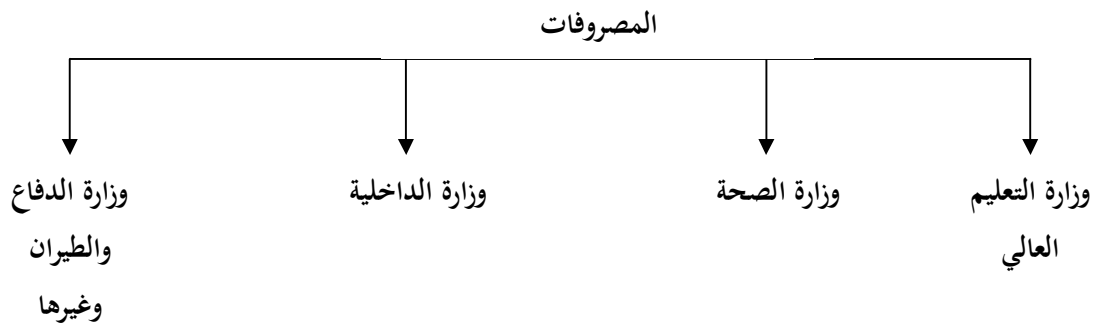 المصروفات
وزارة التعليم
العالي
وزارة الصحة
وزارة الداخلية
وزارة الدفاع
والطيران
وغيرها